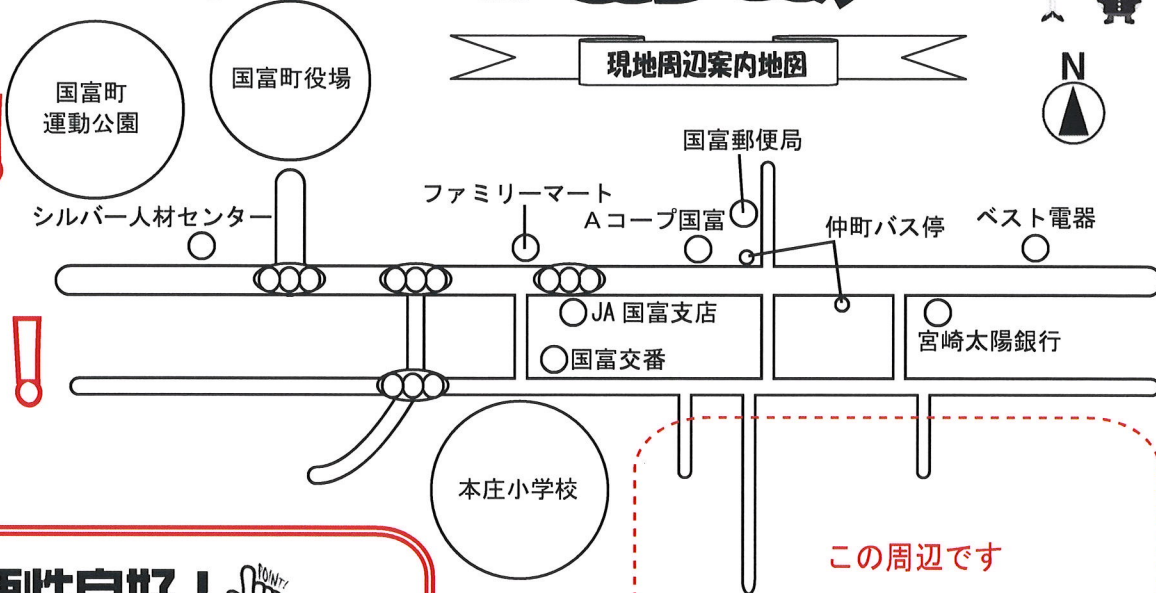 現地周辺案内地図
N
国富町役場
国富町
運動公園
国富郵便局
ファミリーマート
シルバー人材センター
Aコープ国富
仲町バス停
ベスト電器
JA 国富支店
宮崎太陽銀行
国富交番
本庄小学校
この周辺です
POINT!